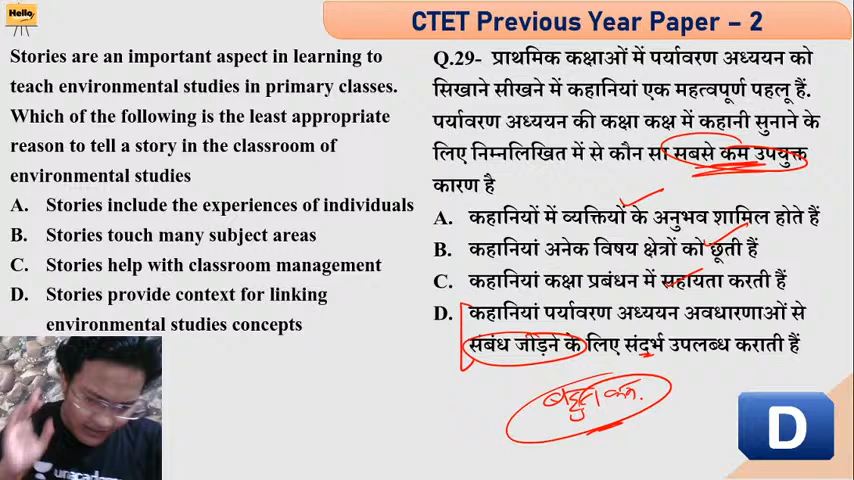 Hello
CTET Previous Year Paper – 2
Stories are an important aspect in learning to
teach environmental studies in primary classes.
Which of the following is the least appropriate
reason to tell a story in the classroom of
environmental studies
A. Stories include the experiences of individuals
B. Stories touch many subject areas
C. Stories help with classroom management
D. Stories provide context for linking
environmental studies concepts
Q.29- प्राथमिक कक्षाओं में पर्यावरण अध्ययन को
सिखाने सीखने में कहानियां एक महत्वपूर्ण पहलू हैं.
पर्यावरण अध्ययन की कक्षा कक्ष में कहानी सुनाने के
लिए निम्नलिखित में से कौन सा सबसे कम उपयुक्त
कारण है
A. कहानियों में व्यक्तियों के अनुभव शामिल होते हैं
B. कहानियां अनेक विषय क्षेत्रों को छूती हैं
C. कहानियां कक्षा प्रबंधन में सहायता करती हैं
D. कहानियां पर्यावरण अध्ययन अवधारणाओं से
संबंध जोड़ने के लिए संदर्भ उपलब्ध कराती हैं
बहुत कम.
D
unacademy